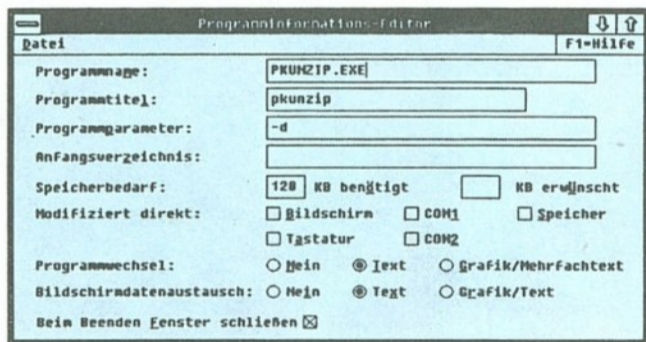 Programminformations-Editor
Datei F1=Hilfe
Programmname: PKUNZIP.EXE
Programmtitel: pkunzip
Programmparameter: -d
Anfangsverzeichnis:
Speicherbedarf: 128 KB benötigt KB erwünscht
Modifiziert direkt: Bildschirm COM1 Speicher
Tastatur COM2
Programmwechsel: Nein Text Grafik/Mehrfachtext
Bildschirmdatenaustausch: Nein Text Grafik/Text
Beim Beenden Fenster schließen